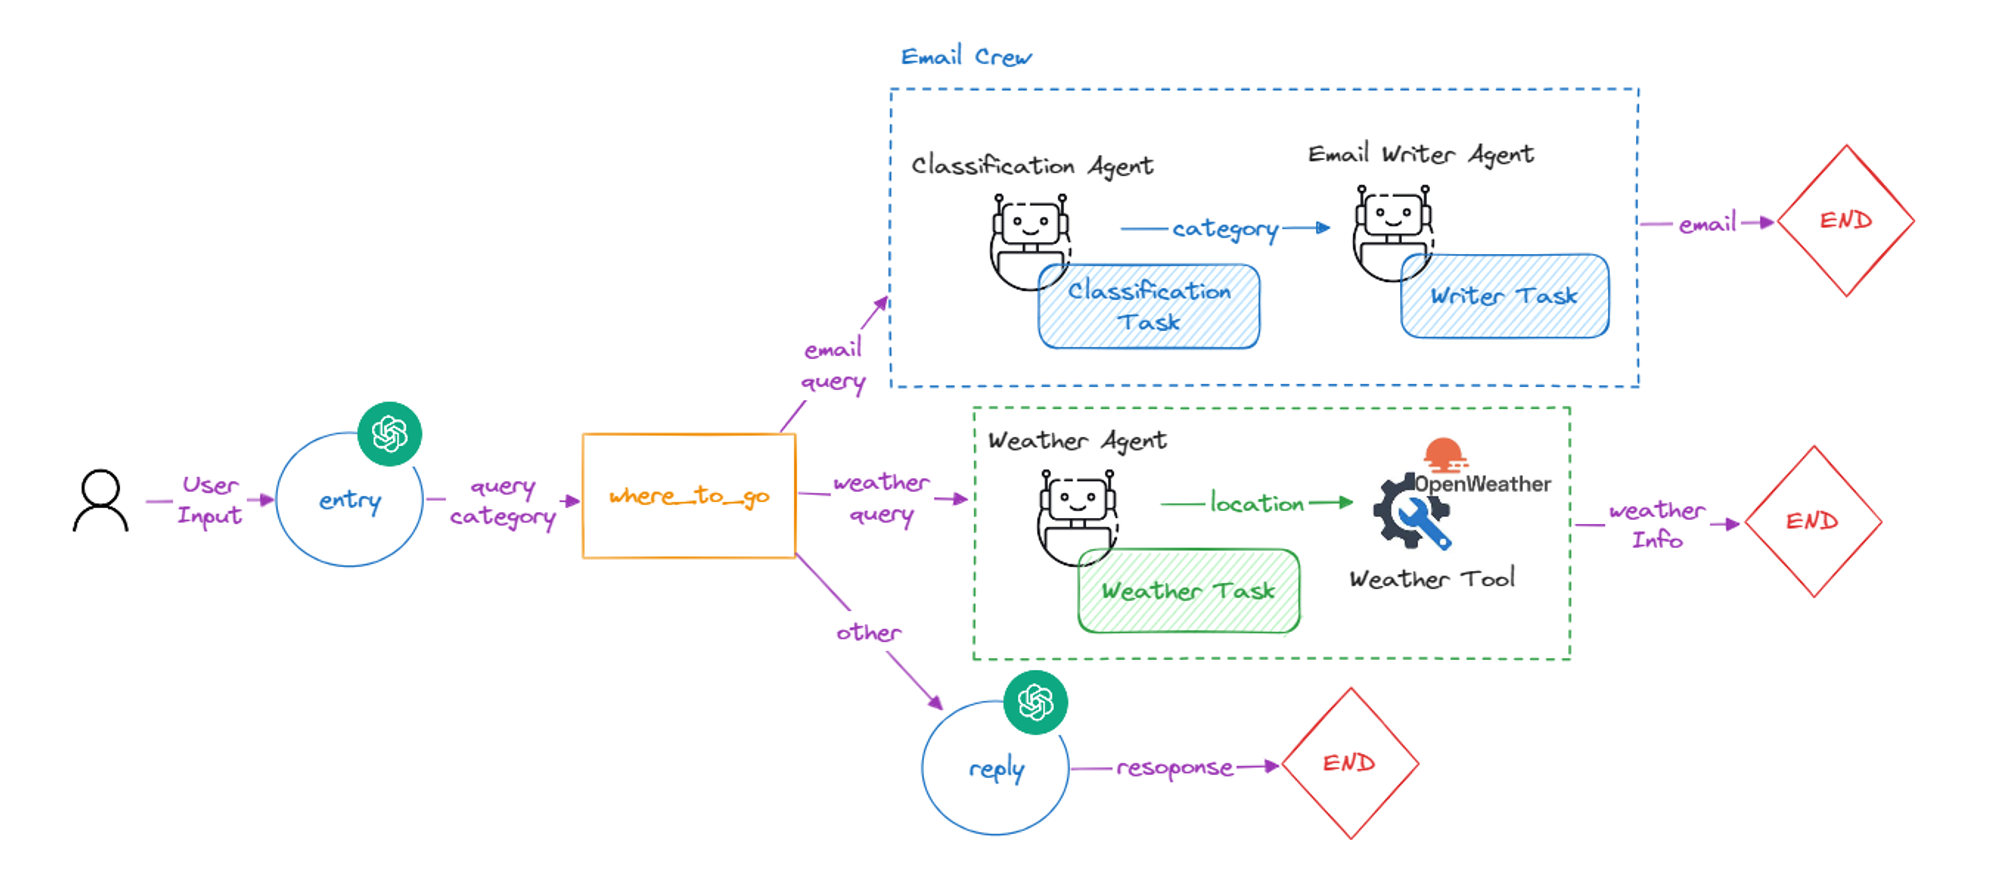 Email Crew
Classification Agent
Email Writer Agent
category
Classification
Task
Writer Task
email
END
email
query
User
Input
entry
query
category
where_to_go
weather
query
Weather Agent
location
OpenWeather
Weather Tool
Weather Task
weather
Info
END
other
reply
resoponse
END